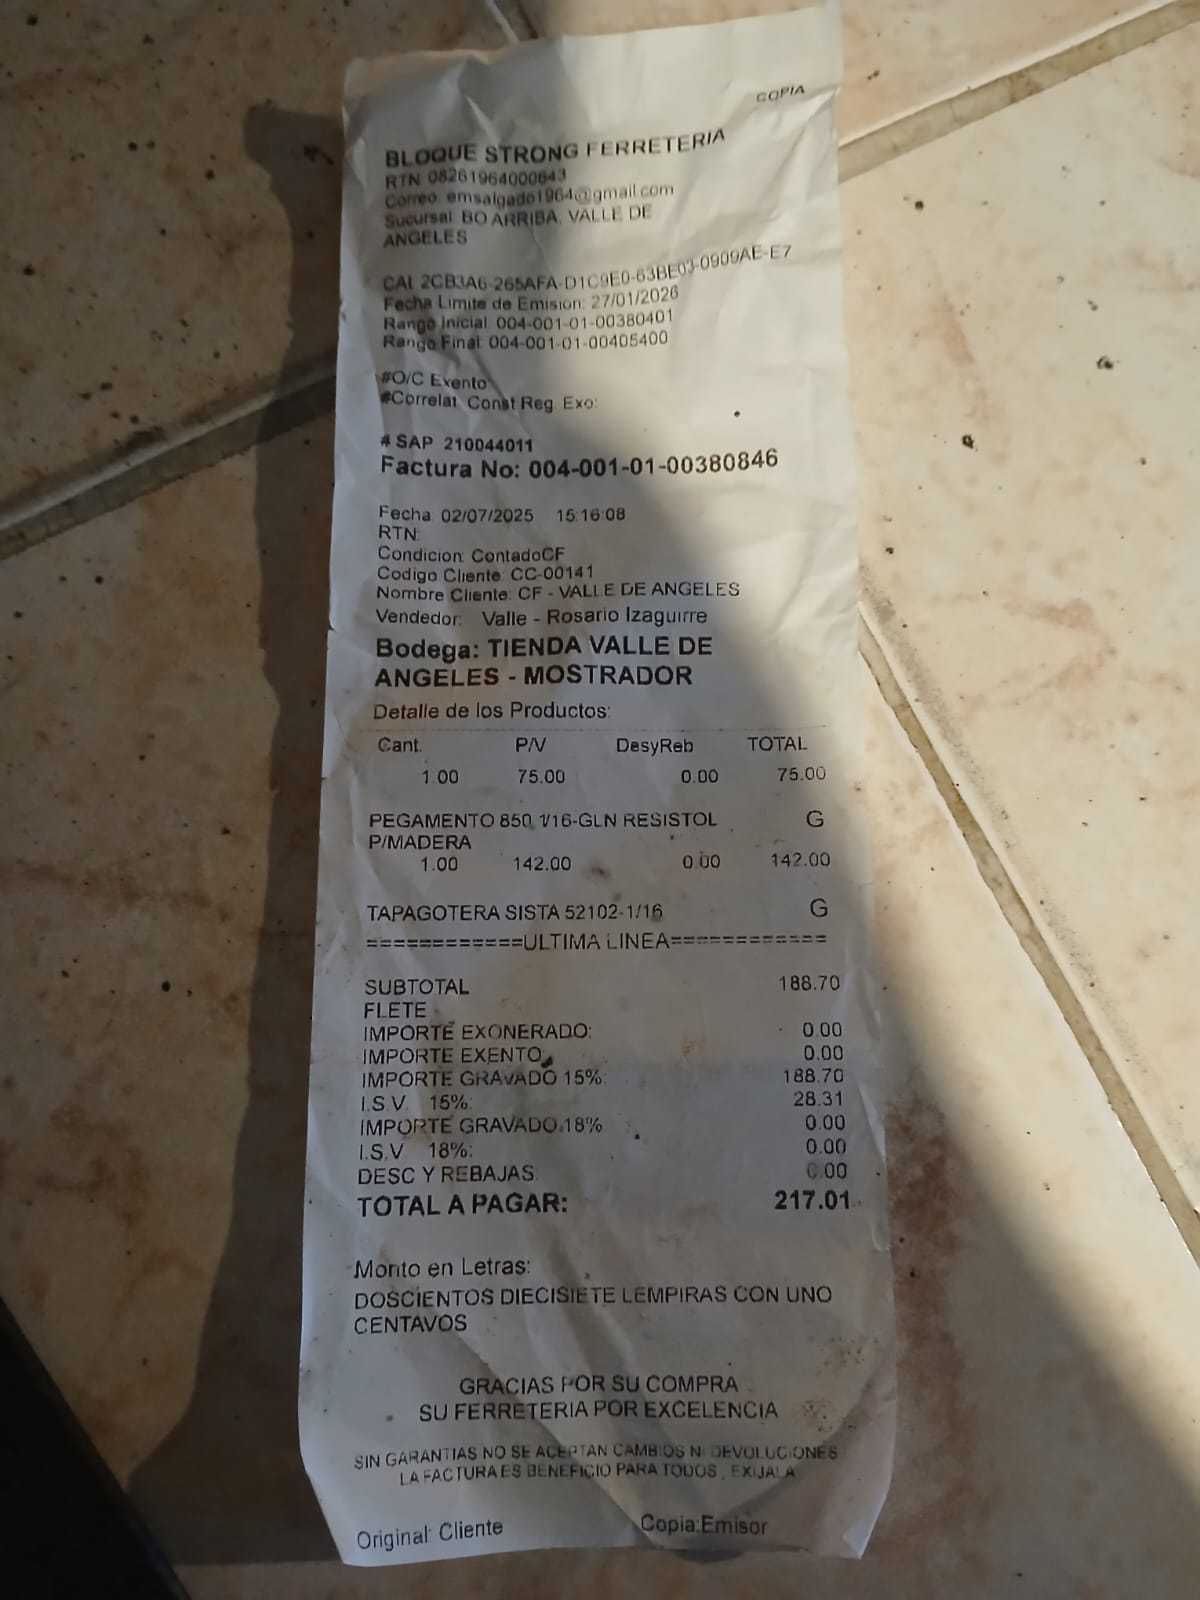 COPIA
BLOQUE STRONG FERRETERIA
RTN 08261964000643
Correo: emsalgado1964@gmail.com
Sucursal: BO ARRIBA, VALLE DE
ANGELES
CAI: 2CB3A6-265AFA-D1C9E0-63BE03-0909AE-E7
Fecha Limite de Emision: 27/01/2026
Rango Inicial: 004-001-01-00380401
Rango Final: 004-001-01-00405400
#O/C Exento
#Correlat. Const Reg. Exo:
# SAP 210044011
Factura No: 004-001-01-00380846
Fecha 02/07/2025 15:16:08
RTN:
Condicion: ContadoCF
Codigo Cliente: CC-00141
Nombre Cliente: CF - VALLE DE ANGELES
Vendedor: Valle - Rosario Izaguirre
Bodega: TIENDA VALLE DE
ANGELES - MOSTRADOR
Detalle de los Productos:
Cant. P/V DesyReb TOTAL
1.00 75.00 0.00 75.00
PEGAMENTO 850 1/16-GLN RESISTOL G
P/MADERA
1.00 142.00 0.00 142.00
TAPAGOTERA SISTA 52102-1/16 G
============ULTIMA LINEA============
SUBTOTAL 188.70
FLETE
IMPORTE EXONERADO: 0.00
IMPORTE EXENTO: 0.00
IMPORTE GRAVADO 15%: 188.70
I.S.V. 15%: 28.31
IMPORTE GRAVADO 18% 0.00
I.S.V 18%: 0.00
DESC Y REBAJAS: 0.00
TOTAL A PAGAR: 217.01
Monto en Letras:
DOSCIENTOS DIECISIETE LEMPIRAS CON UNO
CENTAVOS
GRACIAS POR SU COMPRA
SU FERRETERIA POR EXCELENCIA
SIN GARANTIAS NO SE ACEPTAN CAMBIOS NI DEVOLUCIONES
LA FACTURA ES BENEFICIO PARA TODOS , EXIJALA
Original: Cliente Copia:Emisor